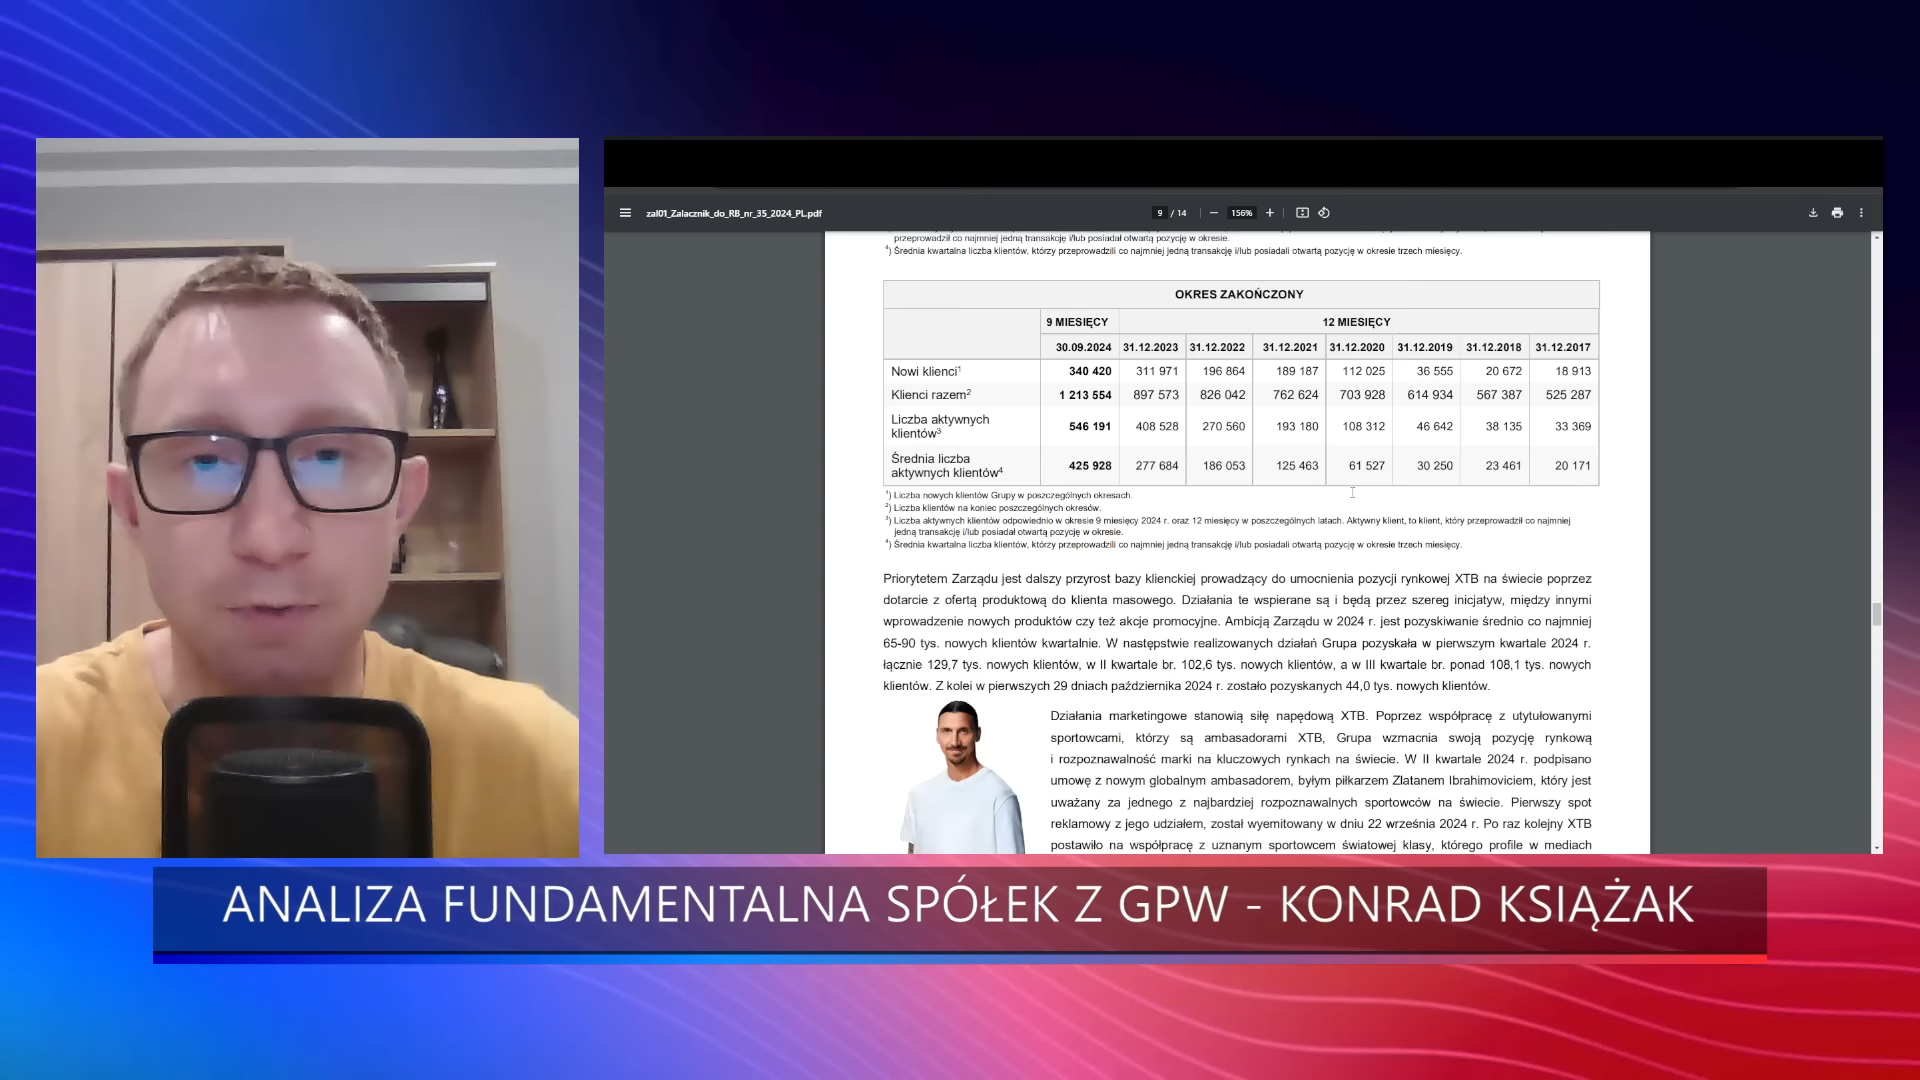 zal01_Zalacznik_do_RB_nr_35_2024_PL.pdf
9 / 14
156%
przeprowadził co najmniej jedną transakcję i/lub posiadał otwartą pozycję w okresie.
4) Średnia kwartalna liczba klientów, którzy przeprowadzili co najmniej jedną transakcję i/lub posiadali otwartą pozycję w okresie trzech miesięcy.
OKRES ZAKOŃCZONY
9 MIESIĘCY 12 MIESIĘCY
30.09.2024 31.12.2023 31.12.2022 31.12.2021 31.12.2020 31.12.2019 31.12.2018 31.12.2017
Nowi klienci1 340 420 311 971 196 864 189 187 112 025 36 555 20 672 18 913
Klienci razem2 1 213 554 897 573 826 042 762 624 703 928 614 934 567 387 525 287
Liczba aktywnych
klientów3 546 191 408 528 270 560 193 180 108 312 46 642 38 135 33 369
Średnia liczba
aktywnych klientów4 425 928 277 684 186 053 125 463 61 527 30 250 23 461 20 171
1) Liczba nowych klientów Grupy w poszczególnych okresach.
2) Liczba klientów na koniec poszczególnych okresów.
3) Liczba aktywnych klientów odpowiednio w okresie 9 miesięcy 2024 r. oraz 12 miesięcy w poszczególnych latach. Aktywny klient, to klient, który przeprowadził co najmniej
jedną transakcję i/lub posiadał otwartą pozycję w okresie.
4) Średnia kwartalna liczba klientów, którzy przeprowadzili co najmniej jedną transakcję i/lub posiadali otwartą pozycję w okresie trzech miesięcy.
Priorytetem Zarządu jest dalszy przyrost bazy klienckiej prowadzący do umocnienia pozycji rynkowej XTB na świecie poprzez
dotarcie z ofertą produktową do klienta masowego. Działania te wspierane są i będą przez szereg inicjatyw, między innymi
wprowadzenie nowych produktów czy też akcje promocyjne. Ambicją Zarządu w 2024 r. jest pozyskiwanie średnio co najmniej
65-90 tys. nowych klientów kwartalnie. W następstwie realizowanych działań Grupa pozyskała w pierwszym kwartale 2024 r.
łącznie 129,7 tys. nowych klientów, w II kwartale br. 102,6 tys. nowych klientów, a w III kwartale br. ponad 108,1 tys. nowych
klientów. Z kolei w pierwszych 29 dniach października 2024 r. zostało pozyskanych 44,0 tys. nowych klientów.
Działania marketingowe stanowią siłę napędową XTB. Poprzez współpracę z utytułowanymi
sportowcami, którzy są ambasadorami XTB, Grupa wzmacnia swoją pozycję rynkową
i rozpoznawalność marki na kluczowych rynkach na świecie. W II kwartale 2024 r. podpisano
umowę z nowym globalnym ambasadorem, byłym piłkarzem Zlatanem Ibrahimoviciem, który jest
uważany za jednego z najbardziej rozpoznawalnych sportowców na świecie. Pierwszy spot
reklamowy z jego udziałem, został wyemitowany w dniu 22 września 2024 r. Po raz kolejny XTB
postawiło na współpracę z uznanym sportowcem światowej klasy, którego profile w mediach
ANALIZA FUNDAMENTALNA SPÓŁEK Z GPW - KONRAD KSIĄŻAK